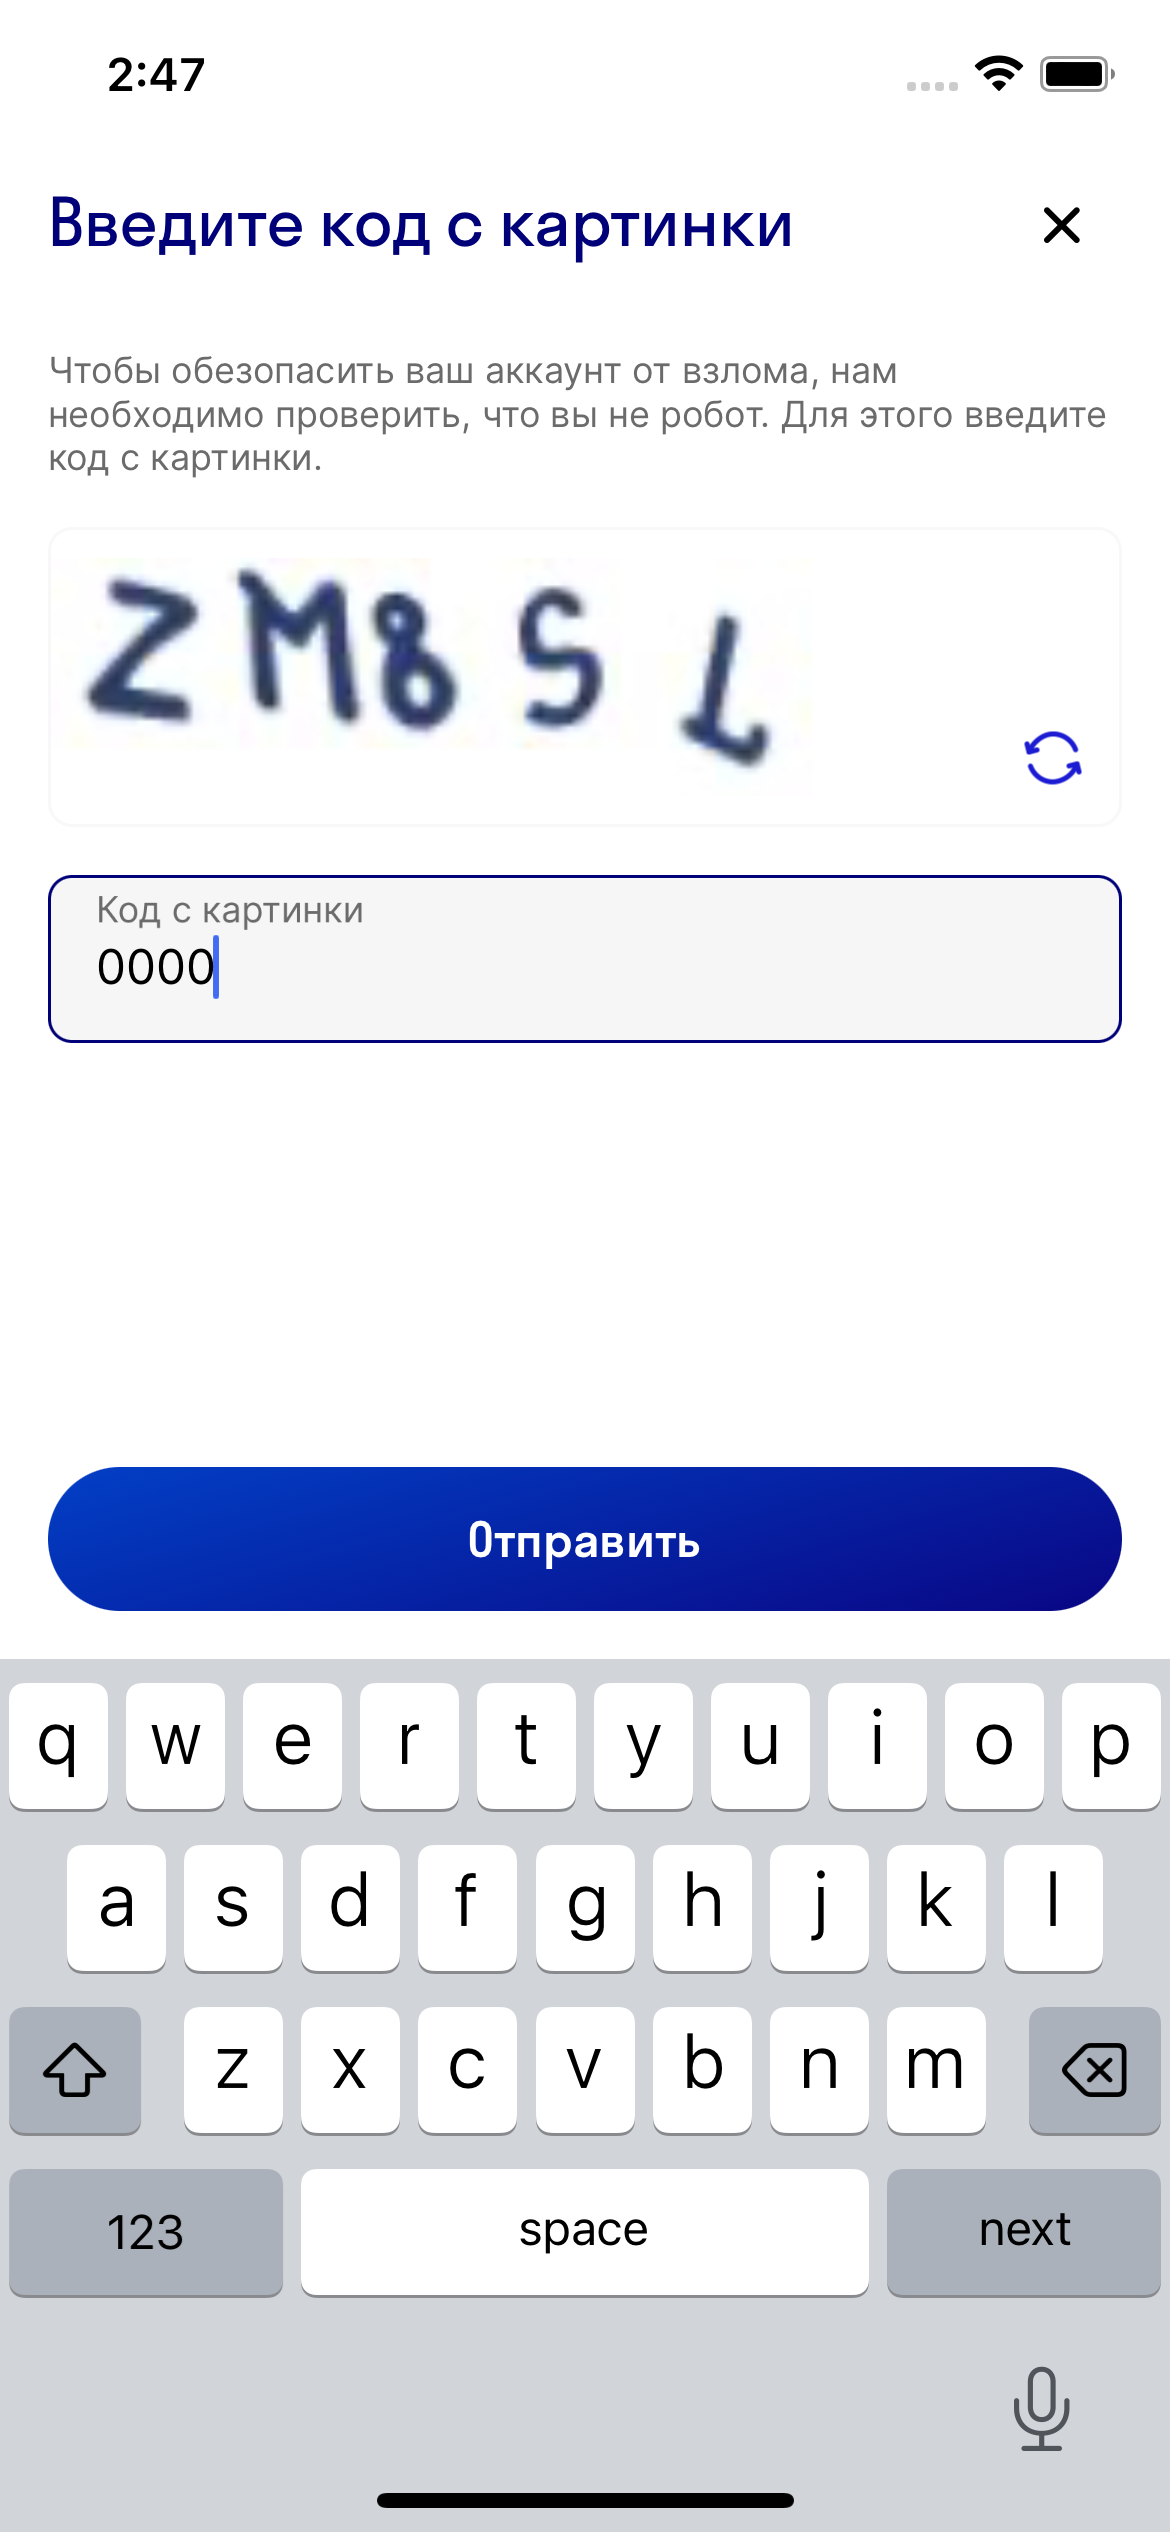 2:47
Введите код с картинки
Чтобы обезопасить ваш аккаунт от взлома, нам
необходимо проверить, что вы не робот. Для этого введите
код с картинки.
ZM8SL
Код с картинки
0000
Отправить
q w e r t y u i o p
a s d f g h j k l
z x c v b n m
123 space next